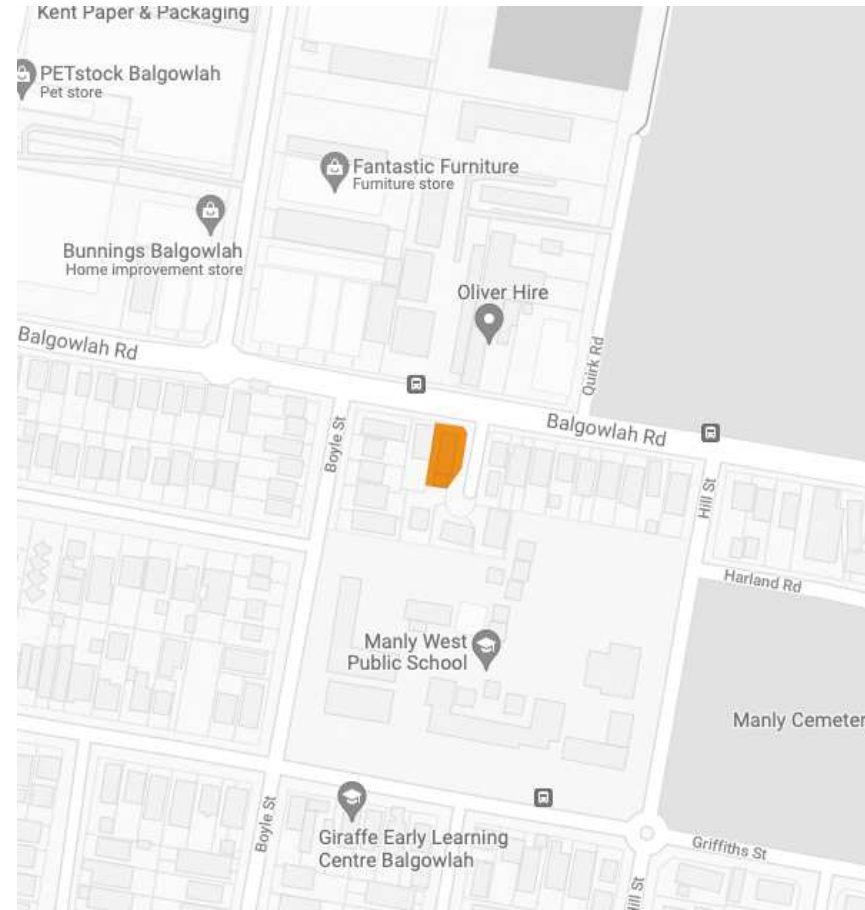 Kent Paper & Packaging
PETstock Balgowlah
Pet store
Fantastic Furniture
Furniture store
Bunnings Balgowlah
Home improvement store
Oliver Hire
Balgowlah Rd
Quirk Rd
Balgowlah Rd
Boyle St
Hill St
Harland Rd
Manly West
Public School
Manly Cemeter
Boyle St
Giraffe Early Learning
Centre Balgowlah
Griffiths St
Hill St